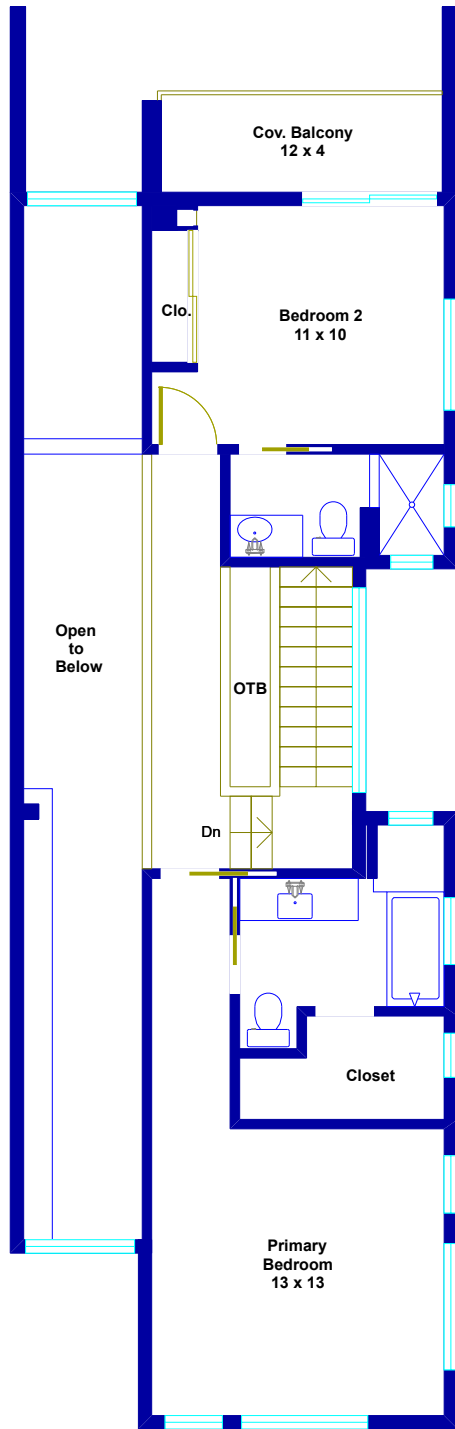 Cov. Balcony
12 x 4
Clo.
Bedroom 2
11 x 10
Open
to
Below
OTB
Dn
Closet
Primary
Bedroom
13 x 13